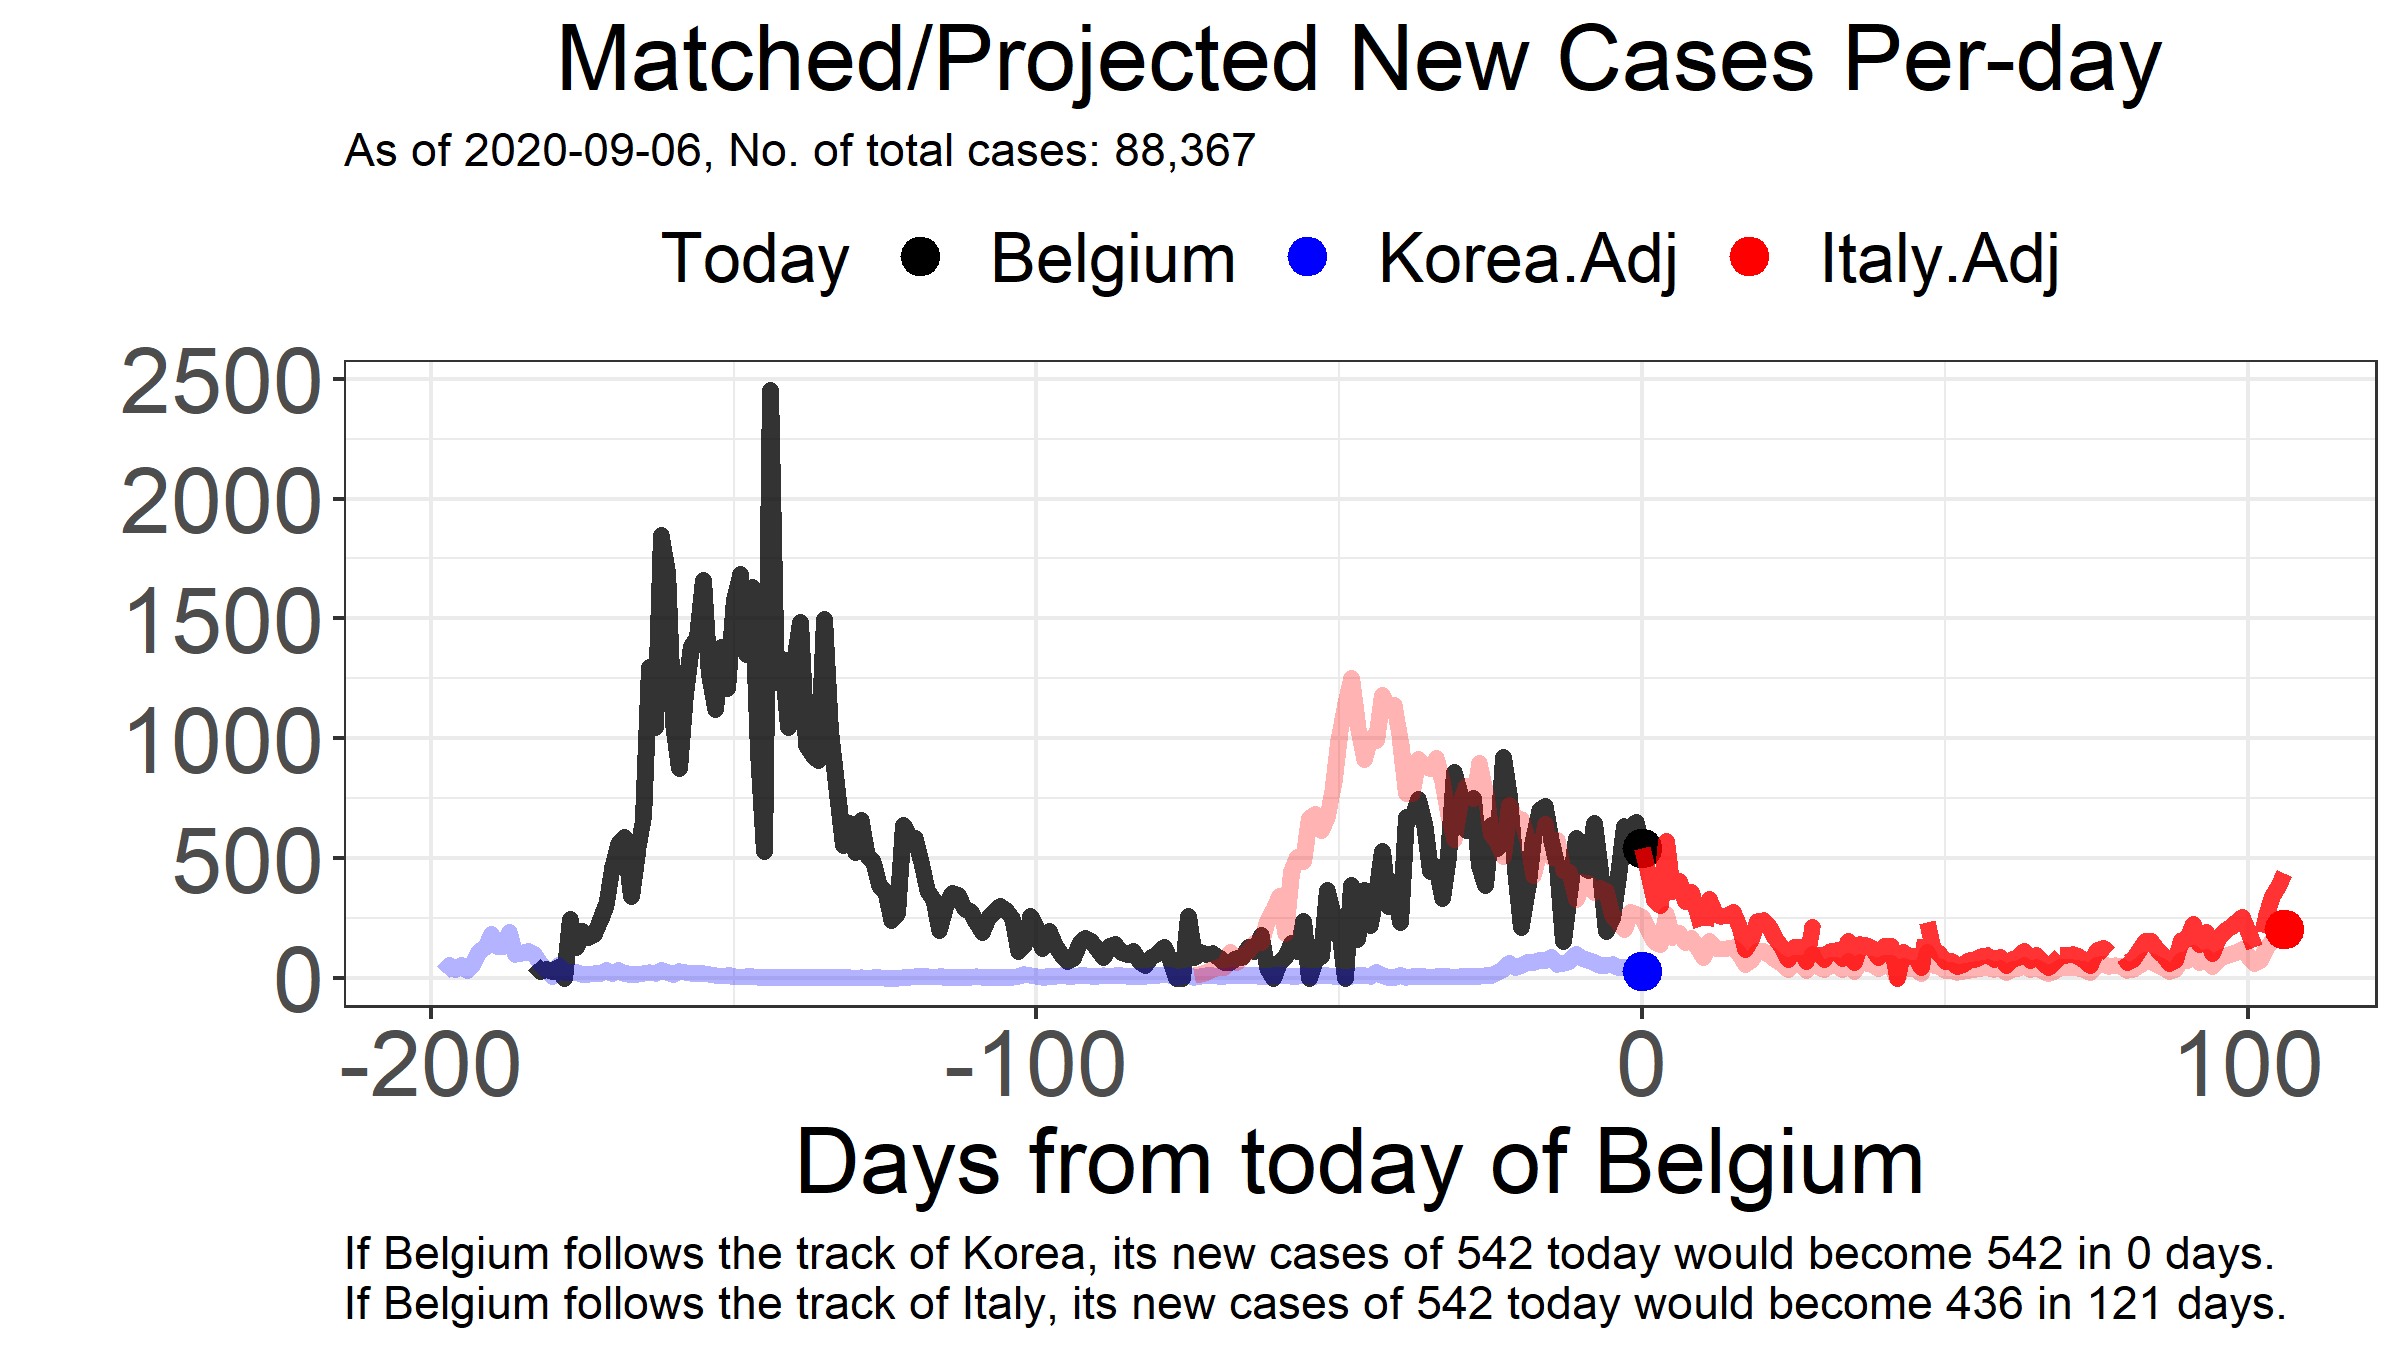 Matched/Projected New Cases Per-day
As of 2020-09-06, No. of total cases: 88,367
Today Belgium Korea.Adj Italy.Adj
2500
2000
1500
1000
500
0
-200 -100 0 100
Days from today of Belgium
If Belgium follows the track of Korea, its new cases of 542 today would become 542 in 0 days.
If Belgium follows the track of Italy, its new cases of 542 today would become 436 in 121 days.